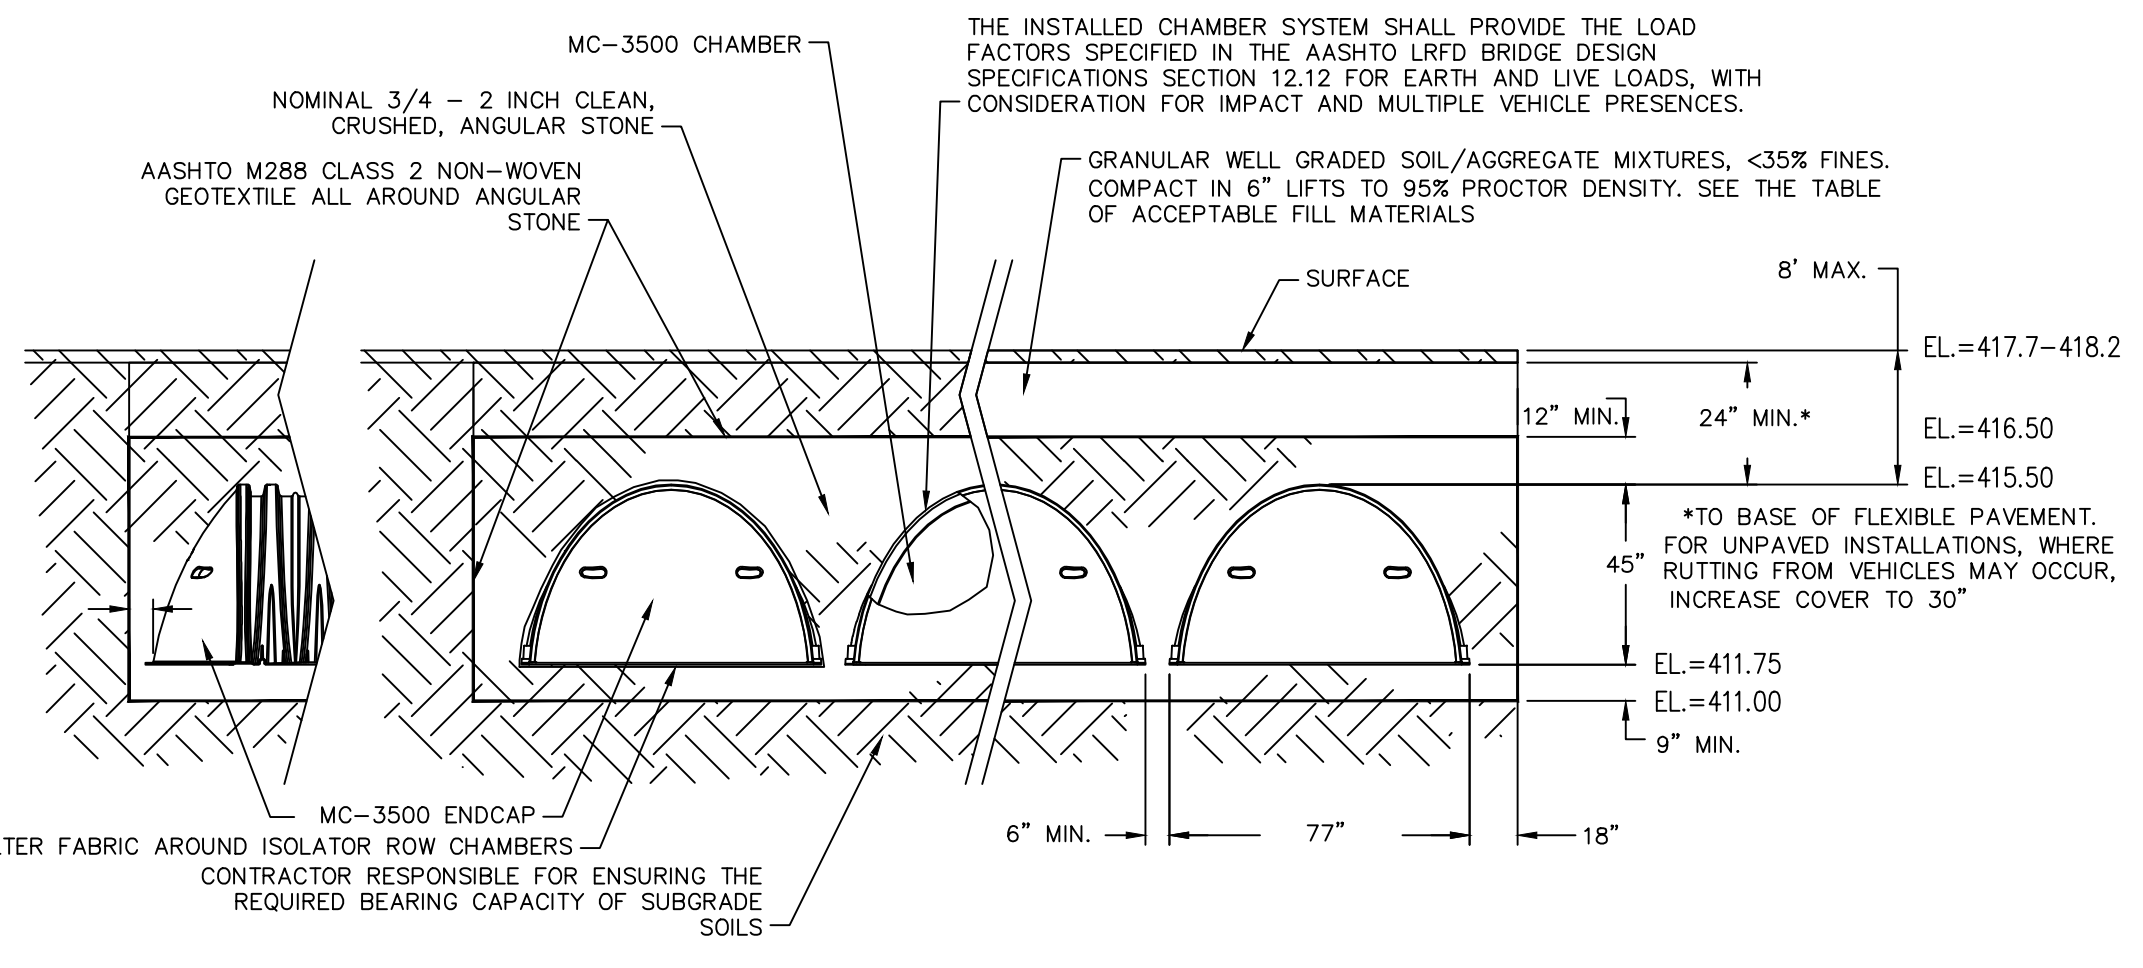 MC-3500 CHAMBER
THE INSTALLED CHAMBER SYSTEM SHALL PROVIDE THE LOAD
FACTORS SPECIFIED IN THE AASHTO LRFD BRIDGE DESIGN
SPECIFICATIONS SECTION 12.12 FOR EARTH AND LIVE LOADS, WITH
CONSIDERATION FOR IMPACT AND MULTIPLE VEHICLE PRESENCES.
NOMINAL 3/4 - 2 INCH CLEAN,
CRUSHED, ANGULAR STONE
AASHTO M288 CLASS 2 NON-WOVEN
GEOTEXTILE ALL AROUND ANGULAR
STONE
GRANULAR WELL GRADED SOIL/AGGREGATE MIXTURES, <35% FINES.
COMPACT IN 6" LIFTS TO 95% PROCTOR DENSITY. SEE THE TABLE
OF ACCEPTABLE FILL MATERIALS
SURFACE
8' MAX.
EL.=417.7-418.2
12" MIN.
24" MIN.*
EL.=416.50
EL.=415.50
*TO BASE OF FLEXIBLE PAVEMENT.
FOR UNPAVED INSTALLATIONS, WHERE
RUTTING FROM VEHICLES MAY OCCUR,
INCREASE COVER TO 30"
45"
EL.=411.75
EL.=411.00
9" MIN.
6" MIN.
77"
18"
MC-3500 ENDCAP
FABRIC AROUND ISOLATOR ROW CHAMBERS
CONTRACTOR RESPONSIBLE FOR ENSURING THE
REQUIRED BEARING CAPACITY OF SUBGRADE
SOILS